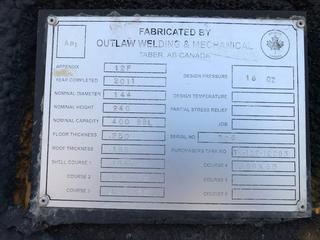 API
FABRICATED BY
OUTLAW WELDING & MECHANICAL
TABER, AB CANADA
APPENDIX 12F
YEAR COMPLETED 2011
NOMINAL DIAMETER 144
NOMINAL HEIGHT 240
NOMINAL CAPACITY 400 BBL
FLOOR THICKNESS 250
ROOF THICKNESS
SHELL COURSE 1
COURSE 2
COURSE 3
DESIGN PRESSURE 16 OZ
DESIGN TEMPERATURE
PARTIAL STRESS RELIEF
JOB
SERIAL NO
PURCHASERS TANK NO
COURSE 4
COURSE 5
COURSE 6